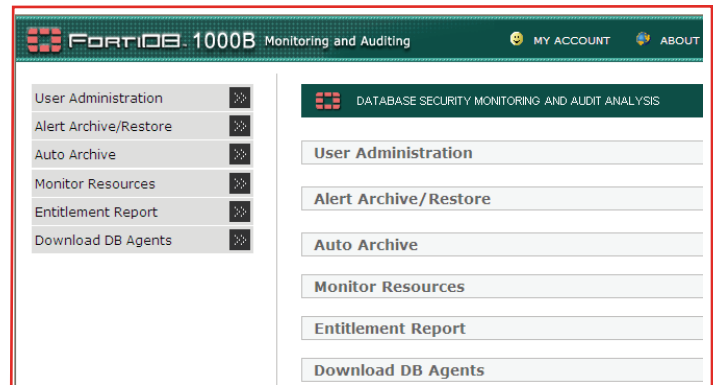 FORTIDB. 1000B Monitoring and Auditing MY ACCOUNT ABOUT
User Administration
Alert Archive/Restore
Auto Archive
Monitor Resources
Entitlement Report
Download DB Agents
DATABASE SECURITY MONITORING AND AUDIT ANALYSIS
User Administration
Alert Archive/Restore
Auto Archive
Monitor Resources
Entitlement Report
Download DB Agents